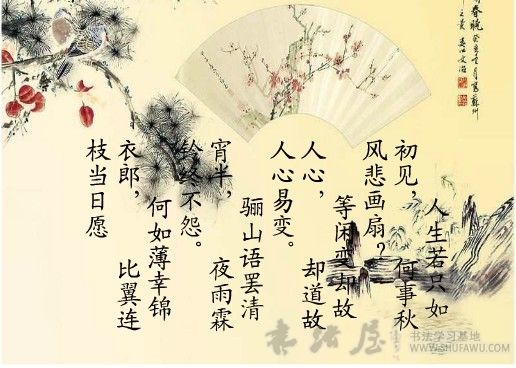 人生若只如
初见， 何事秋
风悲画扇？
等闲变却故
人心， 却道故
人心易变。
骊山语罢清
宵半， 夜雨霖
铃终不怨。
何如薄幸锦
衣郎， 比翼连
枝当日愿
书法屋
书法学习基地
WWW.SHUFAWU.COM